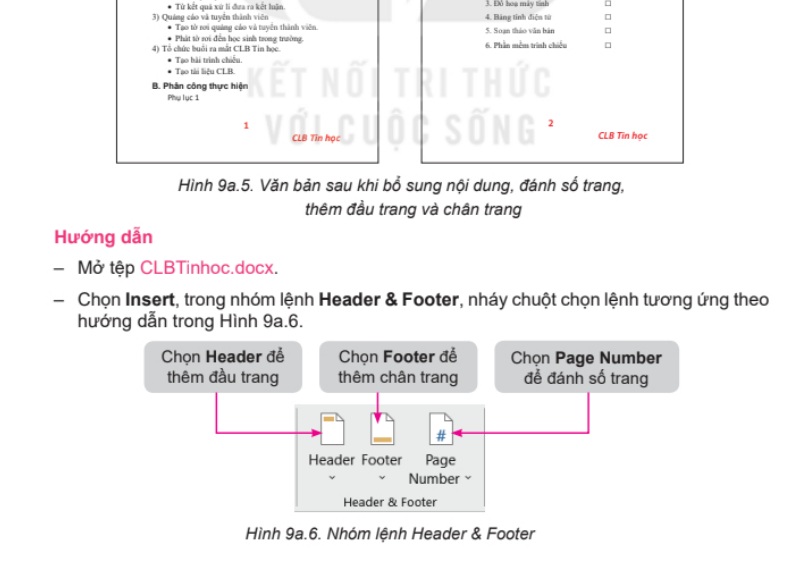 • Từ kết quả xử lí đưa ra kết luận.
3) Quảng cáo và tuyển thành viên
• Tạo tờ rơi quảng cáo và tuyển thành viên.
• Phát tờ rơi đến học sinh trong trường.
4) Tổ chức buổi ra mắt CLB Tin học.
• Tạo bài trình chiếu.
• Tạo tài liệu CLB.
B. Phân công thực hiện
Phụ lục 1
1
CLB Tin học
3. Đồ hoạ máy tính
4. Bảng tính điện tử
5. Soạn thảo văn bản
6. Phần mềm trình chiếu
2
CLB Tin học
KẾT NỐI TRI THỨC
VỚI CUỘC SỐNG
Hình 9a.5. Văn bản sau khi bổ sung nội dung, đánh số trang,
thêm đầu trang và chân trang
Hướng dẫn
– Mở tệp CLBTinhoc.docx.
– Chọn Insert, trong nhóm lệnh Header & Footer, nháy chuột chọn lệnh tương ứng theo
hướng dẫn trong Hình 9a.6.
Chọn Header để
thêm đầu trang
Chọn Footer để
thêm chân trang
Chọn Page Number
để đánh số trang
#
Header Footer Page
Number
Header & Footer
Hình 9a.6. Nhóm lệnh Header & Footer